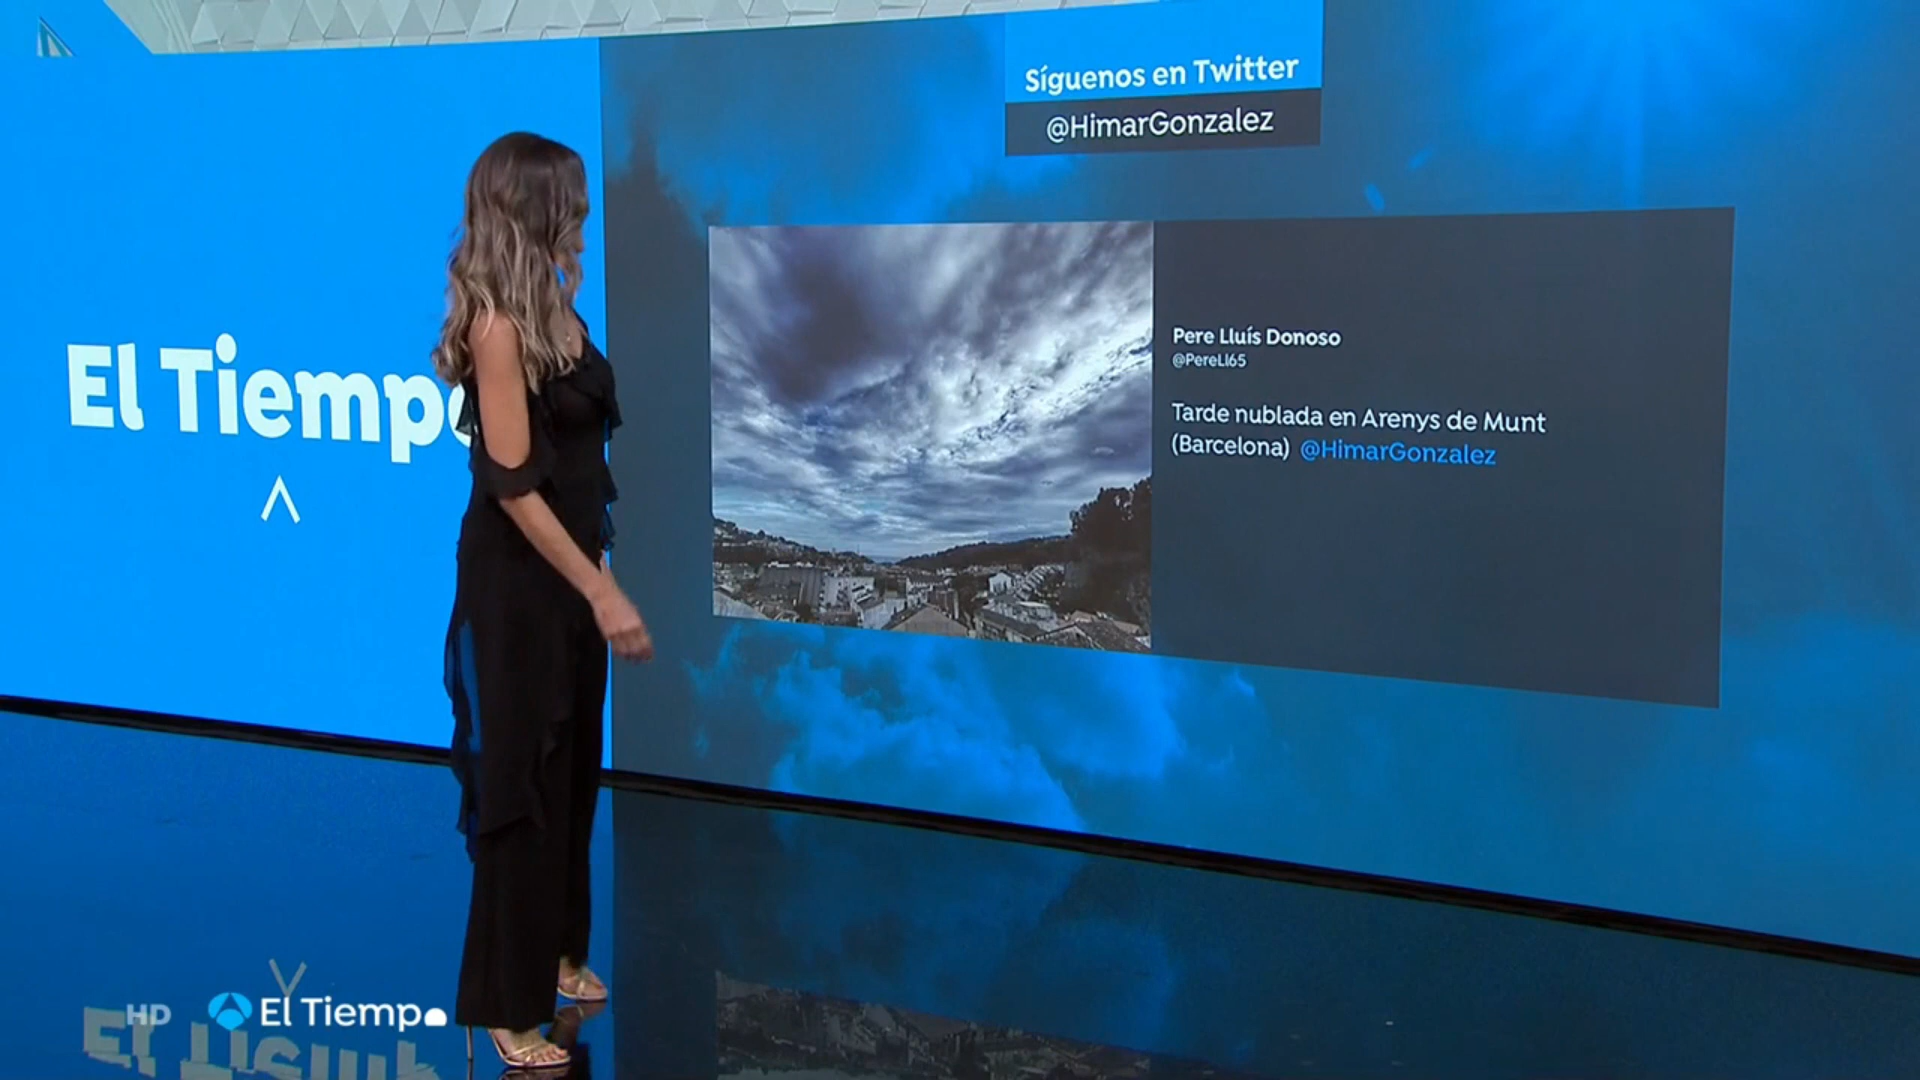 Síguenos en Twitter
@HimarGonzalez
El Tiempo
Pere Lluís Donoso
@PereLl65
Tarde nublada en Arenys de Munt
(Barcelona) @HimarGonzalez
HD El Tiempo